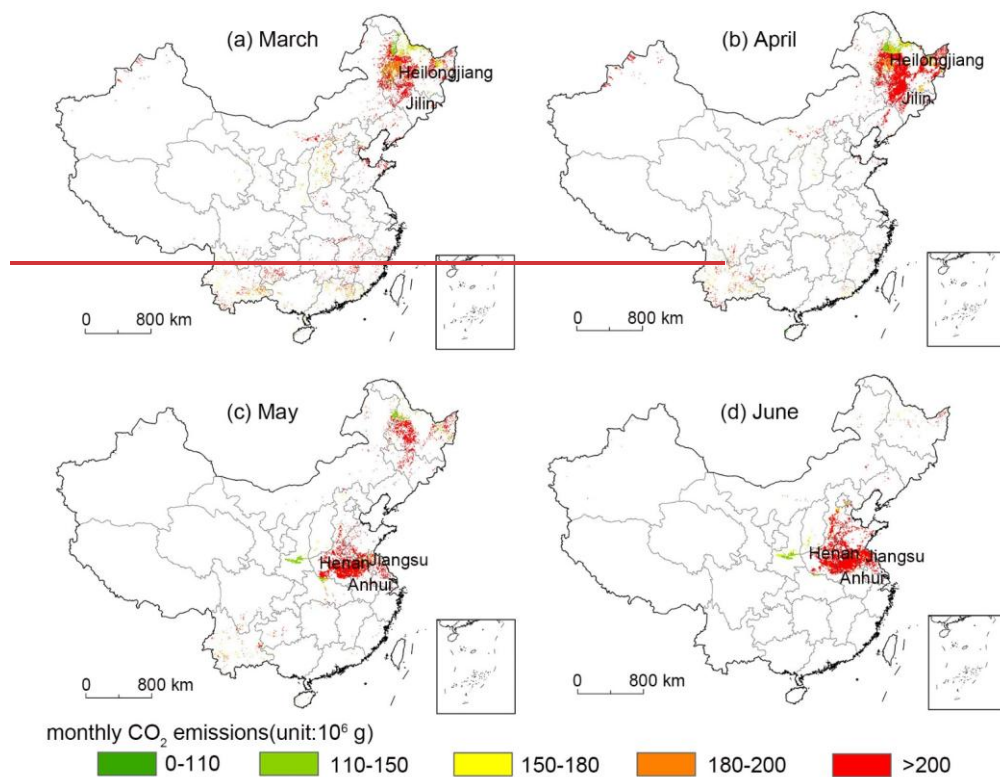 (a) March
Heilongjiang
Jilin
0 800 km
(b) April
Heilongjiang
Jilin
0 800 km
(c) May
Henan
Jiangsu
Anhui
0 800 km
(d) June
Henan
Jiangsu
Anhui
0 800 km
monthly CO₂ emissions(unit:10⁶ g)
0-110 110-150 150-180 180-200 >200